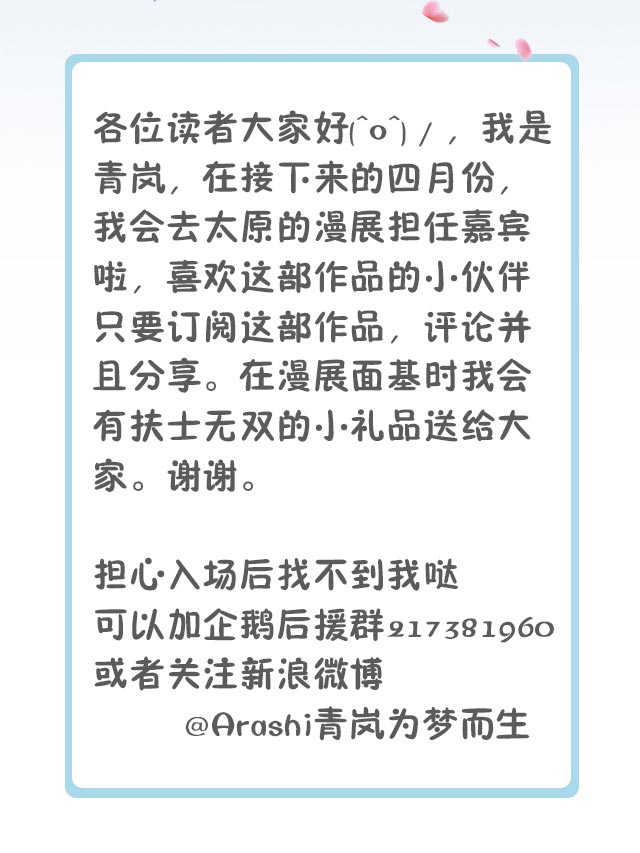 各位读者大家好(^o^) / ，我是
青岚，在接下来的四月份，
我会去太原的漫展担任嘉宾
啦，喜欢这部作品的小伙伴
只要订阅这部作品，评论并
且分享。在漫展面基时我会
有扶士无双的小礼品送给大
家。谢谢。
担心入场后找不到我哒
可以加企鹅后援群217381960
或者关注新浪微博
@Arashi青岚为梦而生